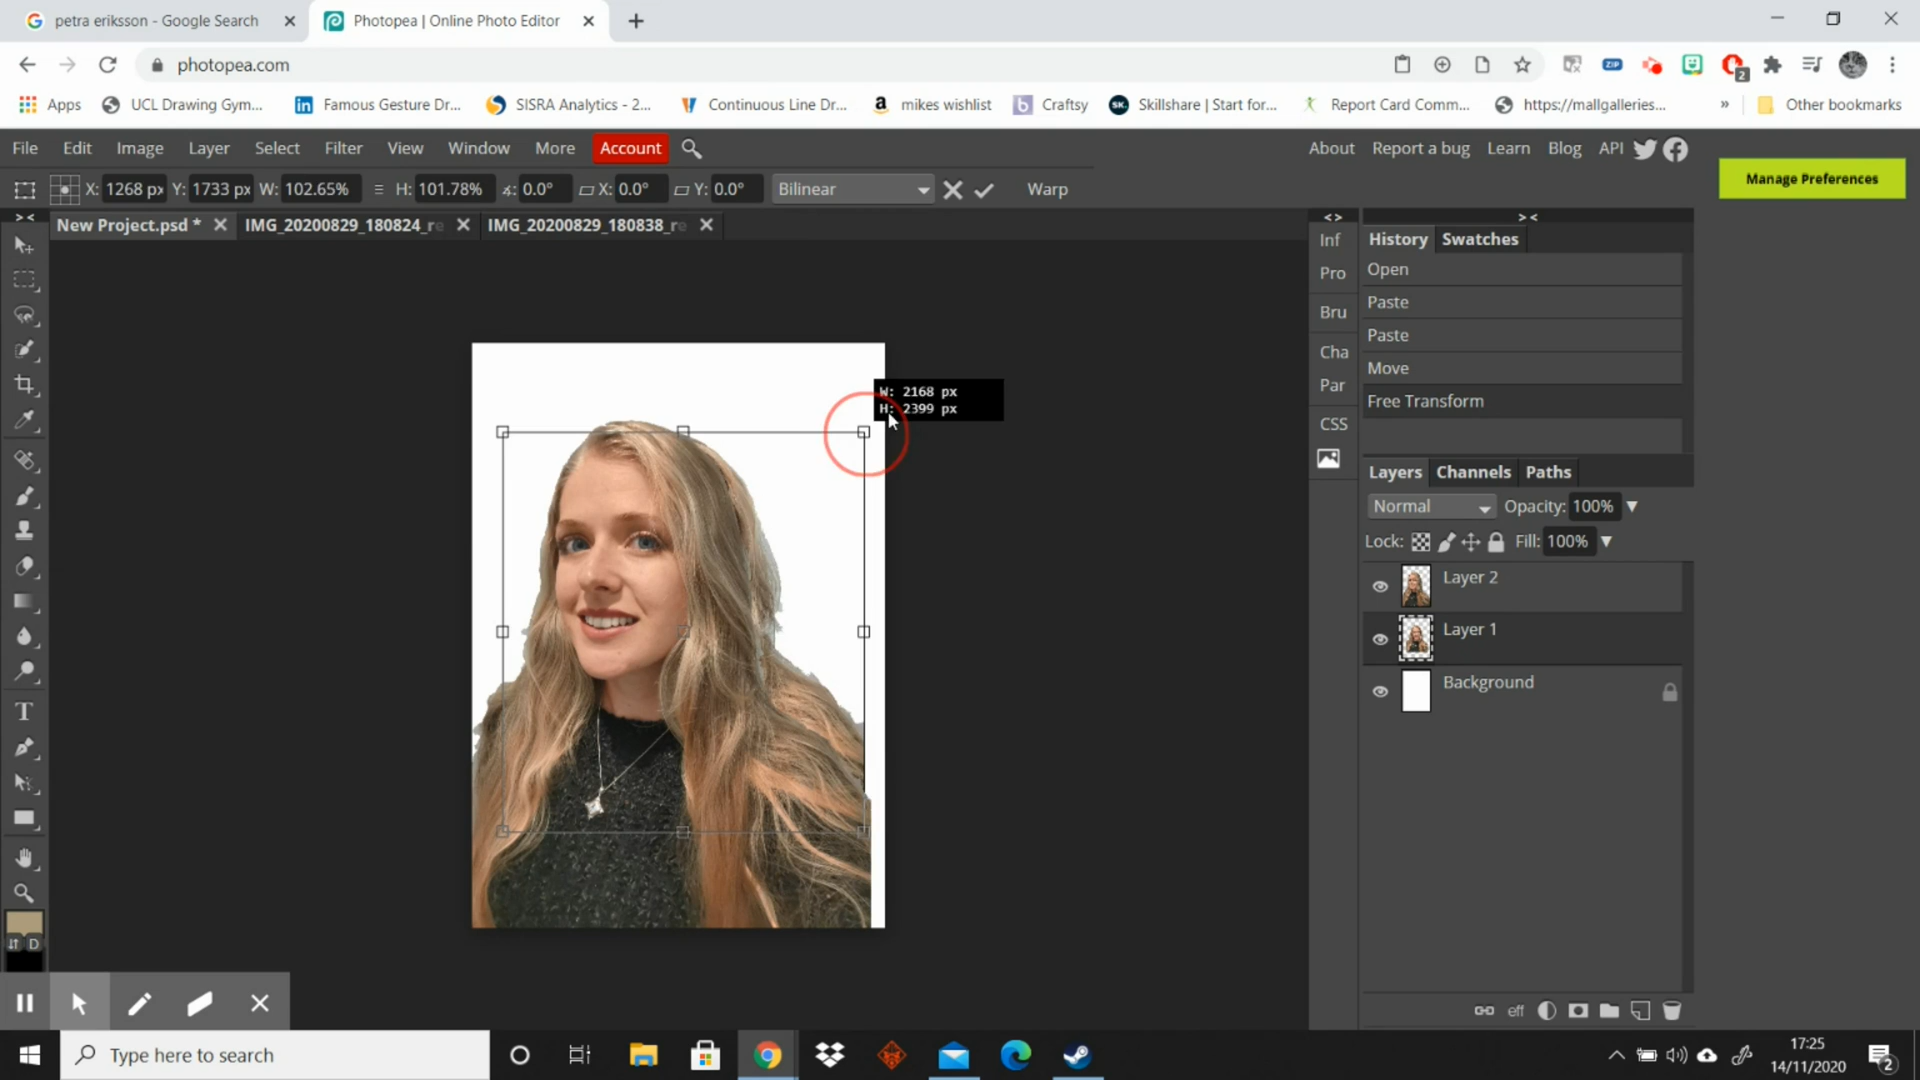 petra eriksson - Google Search
Photopea | Online Photo Editor
photopea.com
ZIP
2
Apps
UCL Drawing Gym...
Famous Gesture Dr...
SISRA Analytics - 2...
Continuous Line Dr...
mikes wishlist
Craftsy
Skillshare | Start for...
Report Card Comm...
https://mallgalleries...
»
Other bookmarks
File Edit Image Layer Select Filter View Window More Account
About Report a bug Learn Blog API
Manage Preferences
X: 1268 px Y: 1733 px W: 102.65% H: 101.78% ∡: 0.0° X: 0.0° Y: 0.0° Bilinear Warp
New Project.psd *
IMG_20200829_180824_re
IMG_20200829_180838_re
> <
< >
> <
Inf
Pro
Bru
Cha
Par
CSS
History Swatches
Open
Paste
Paste
Move
Free Transform
W: 2168 px
H: 2399 px
Layers Channels Paths
Normal Opacity: 100%
Lock: Fill: 100%
Layer 2
Layer 1
Background
eff
D
Type here to search
17:25
14/11/2020
2